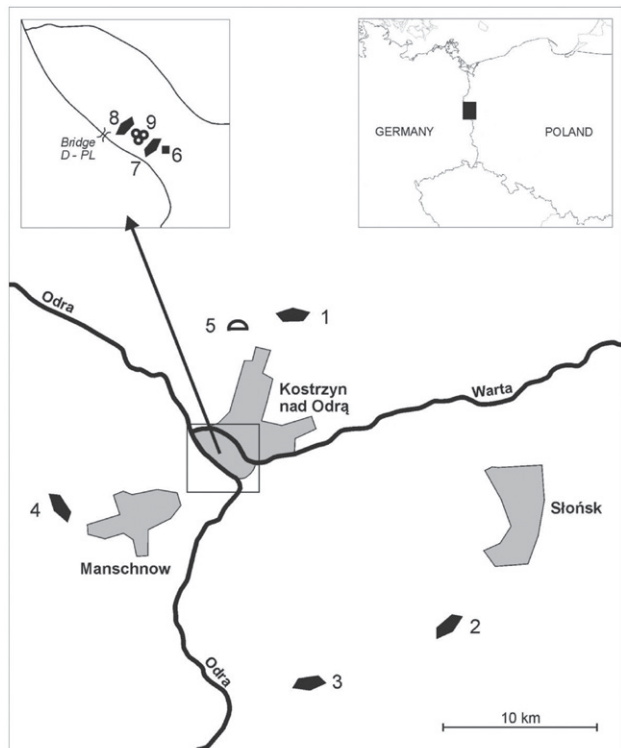 8
9
Bridge
D - PL
7
6
GERMANY
POLAND
Odra
5
1
Kostrzyn
nad Odrą
Warta
4
Manschnow
Słońsk
2
Odra
3
10 km